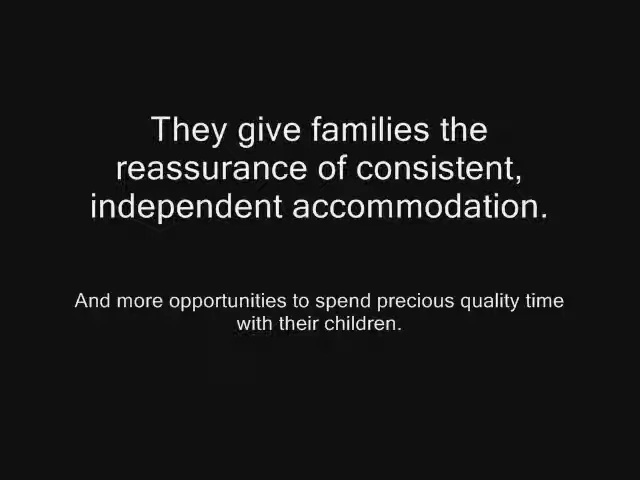 They give families the
reassurance of consistent,
independent accommodation.
And more opportunities to spend precious quality time
with their children.